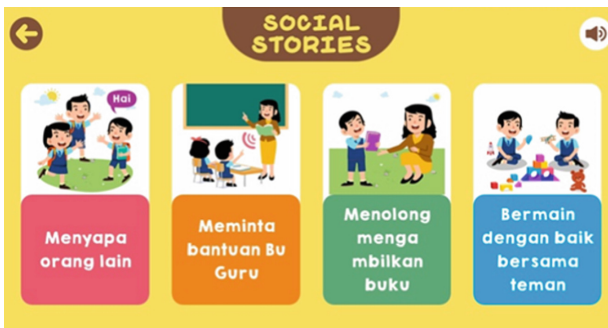 SOCIAL
STORIES
Hai
Menyapa
orang lain
Meminta
bantuan Bu
Guru
Menolong
menga
mbilkan
buku
Bermain
dengan baik
bersama
teman